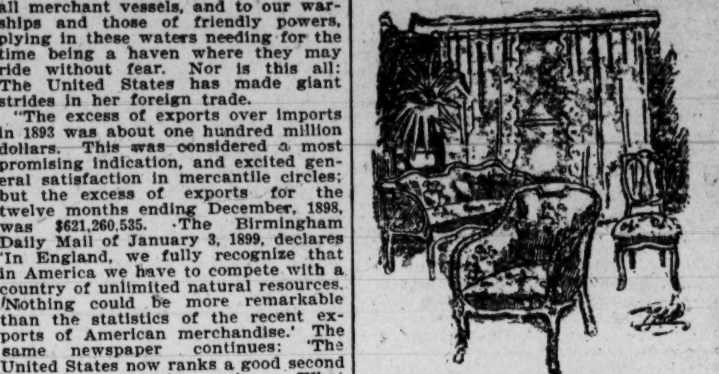 all merchant vessels, and to our war-
ships and those of friendly powers,
plying in these waters needing for the
time being a haven where they may
ride without fear. Nor is this all:
The United States has made giant
strides in her foreign trade.
"The excess of exports over imports
in 1893 was about one hundred million
dollars. This was considered a most
promising indication, and excited gen-
eral satisfaction in mercantile circles;
but the excess of exports for the
twelve months ending December, 1898,
was $621,260,535. The Birmingham
Daily Mail of January 3, 1899, declares
'In England, we fully recognize that
in America we have to compete with a
country of unlimited natural resources.
Nothing could be more remarkable
than the statistics of the recent ex-
ports of American merchandise.' The
same newspaper continues: 'The
United States now ranks a good second